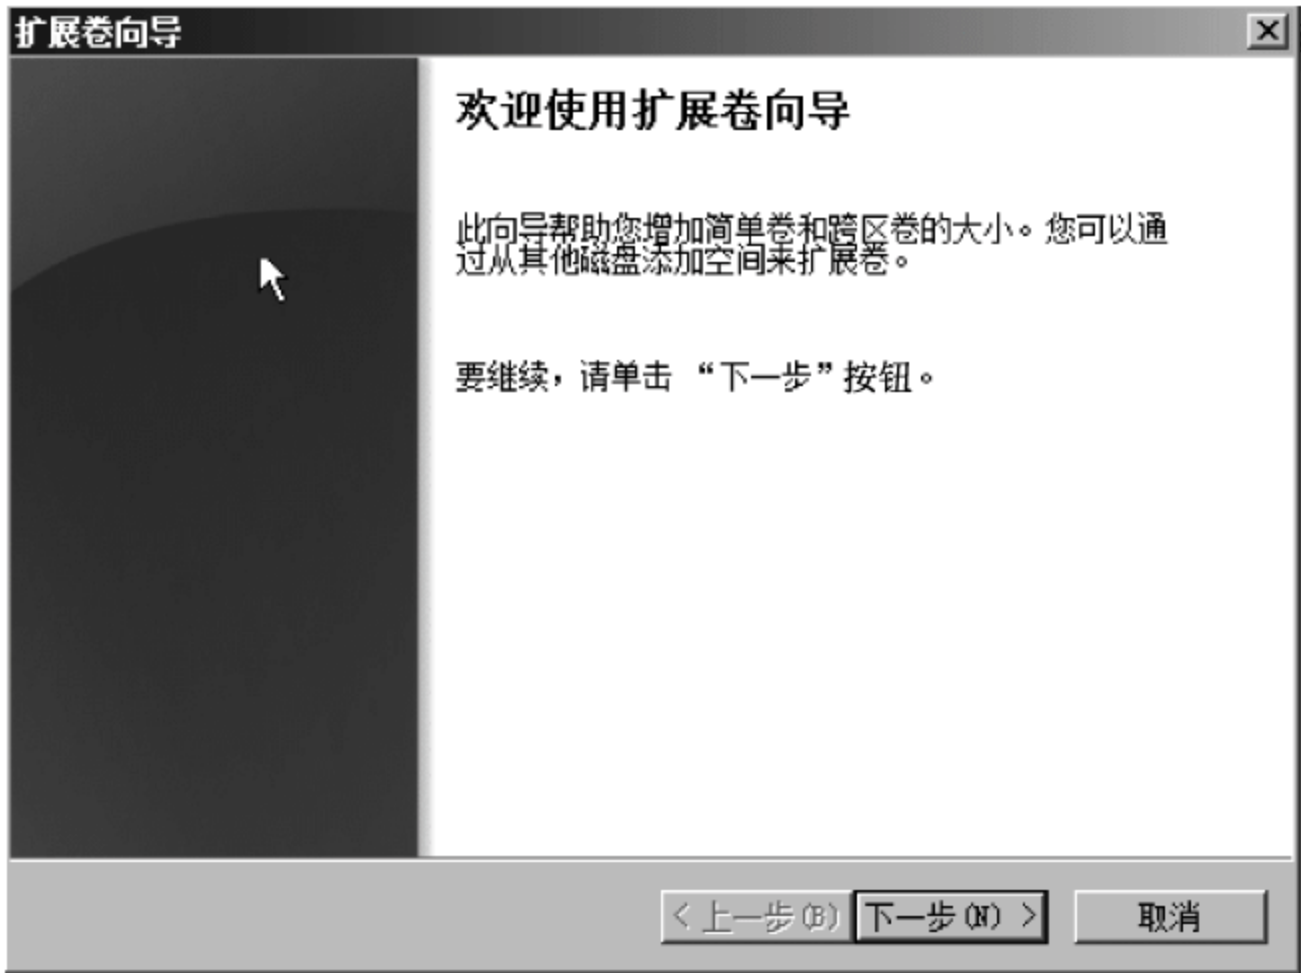 扩展卷向导
欢迎使用扩展卷向导
此向导帮助您增加简单卷和跨区卷的大小。您可以通
过从其他磁盘添加空间来扩展卷。
要继续，请单击 “下一步”按钮。
< 上一步(B)
下一步(N) >
取消